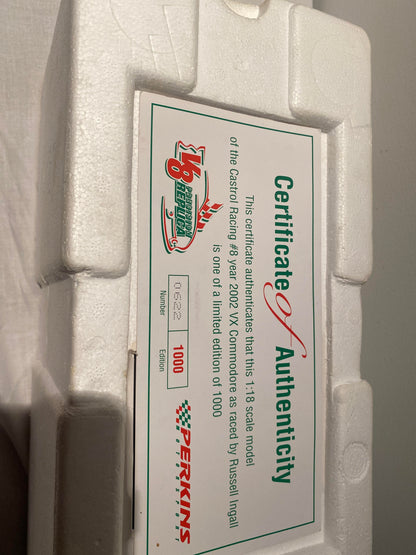 Certificate of Authenticity
This certificate authenticates that this 1:18 scale model
of the Castrol Racing #8 year 2002 VX Commodore as raced by Russell Ingall
is one of a limited edition of 1000
V8
REPLICA
0622
1000
Number
Edition
PERKINS